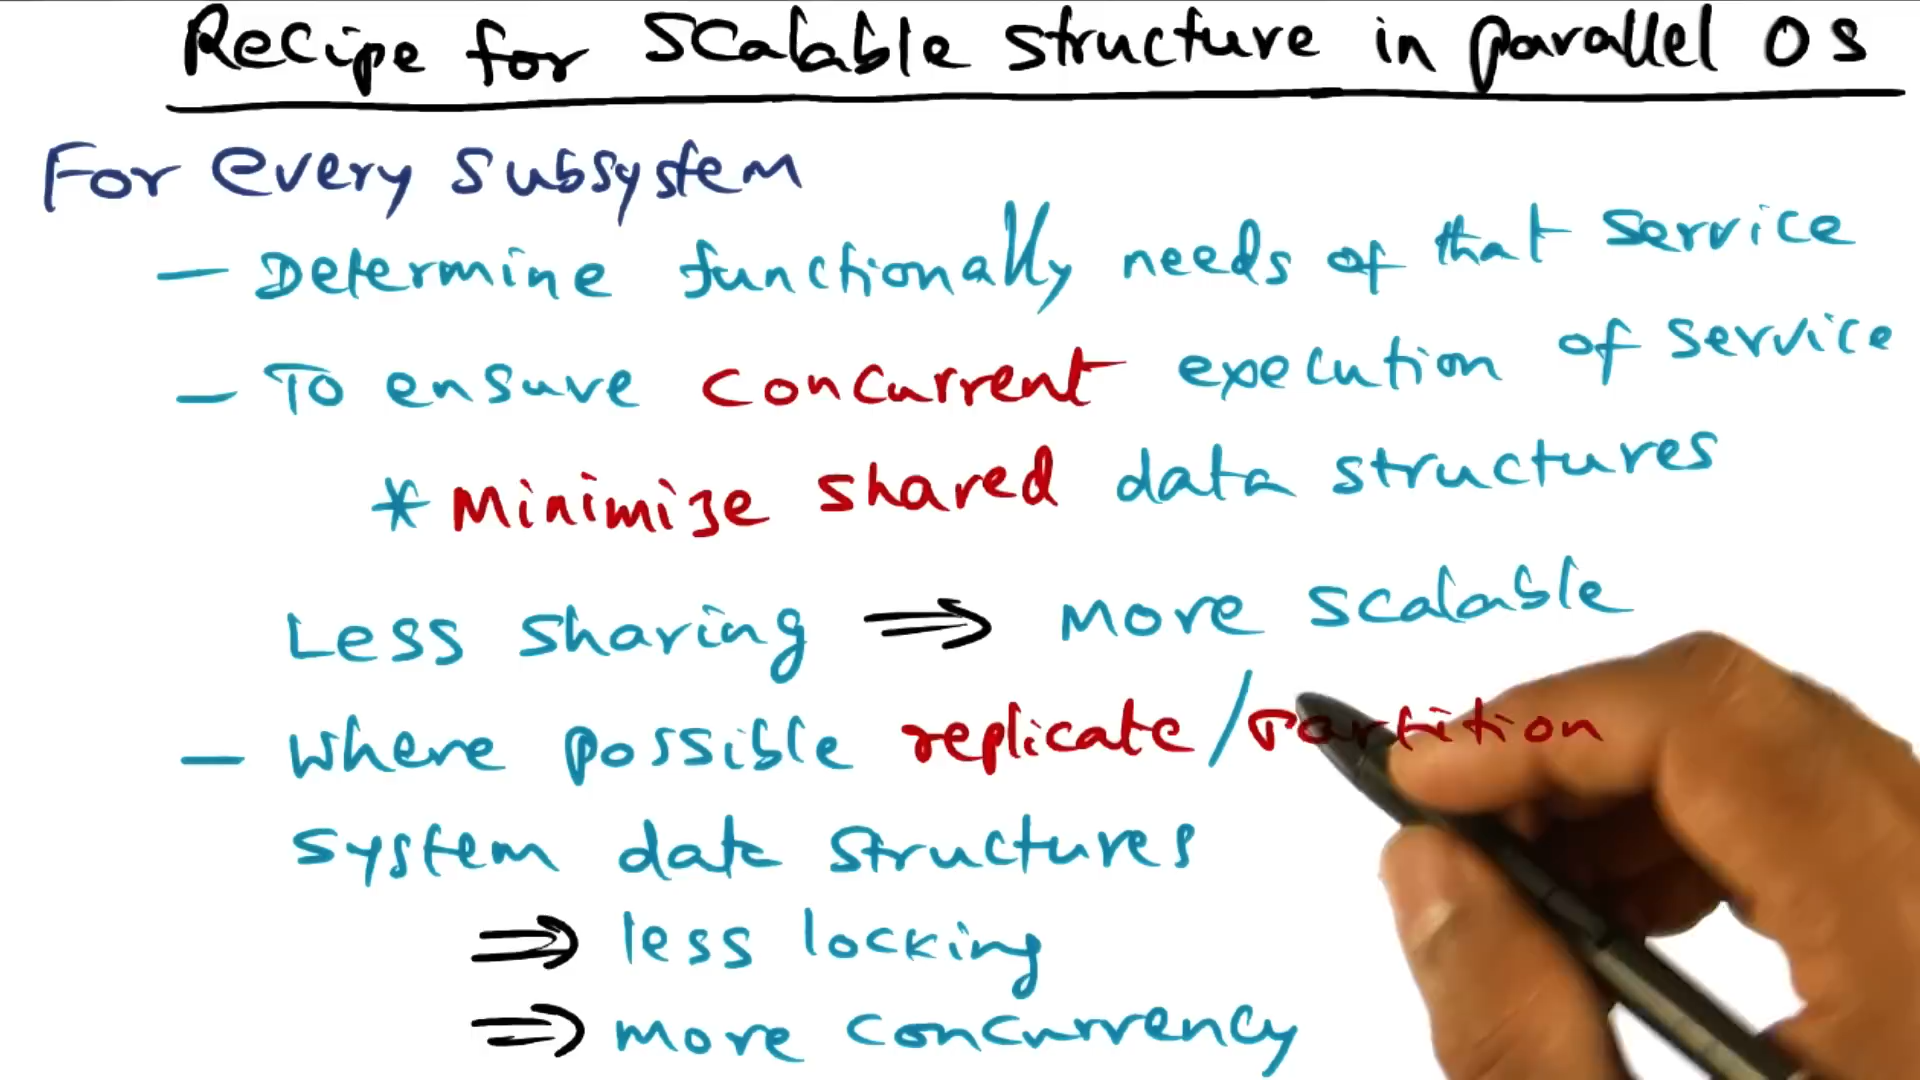 Recipe for scalable structure in parallel OS
For every subsystem
- Determine functionally needs of that service
- To ensure concurrent execution of service
* Minimize shared data structures
Less sharing ⇒ more scalable
- where possible replicate/partition
system data structures
⇒ less locking
⇒ more concurrency